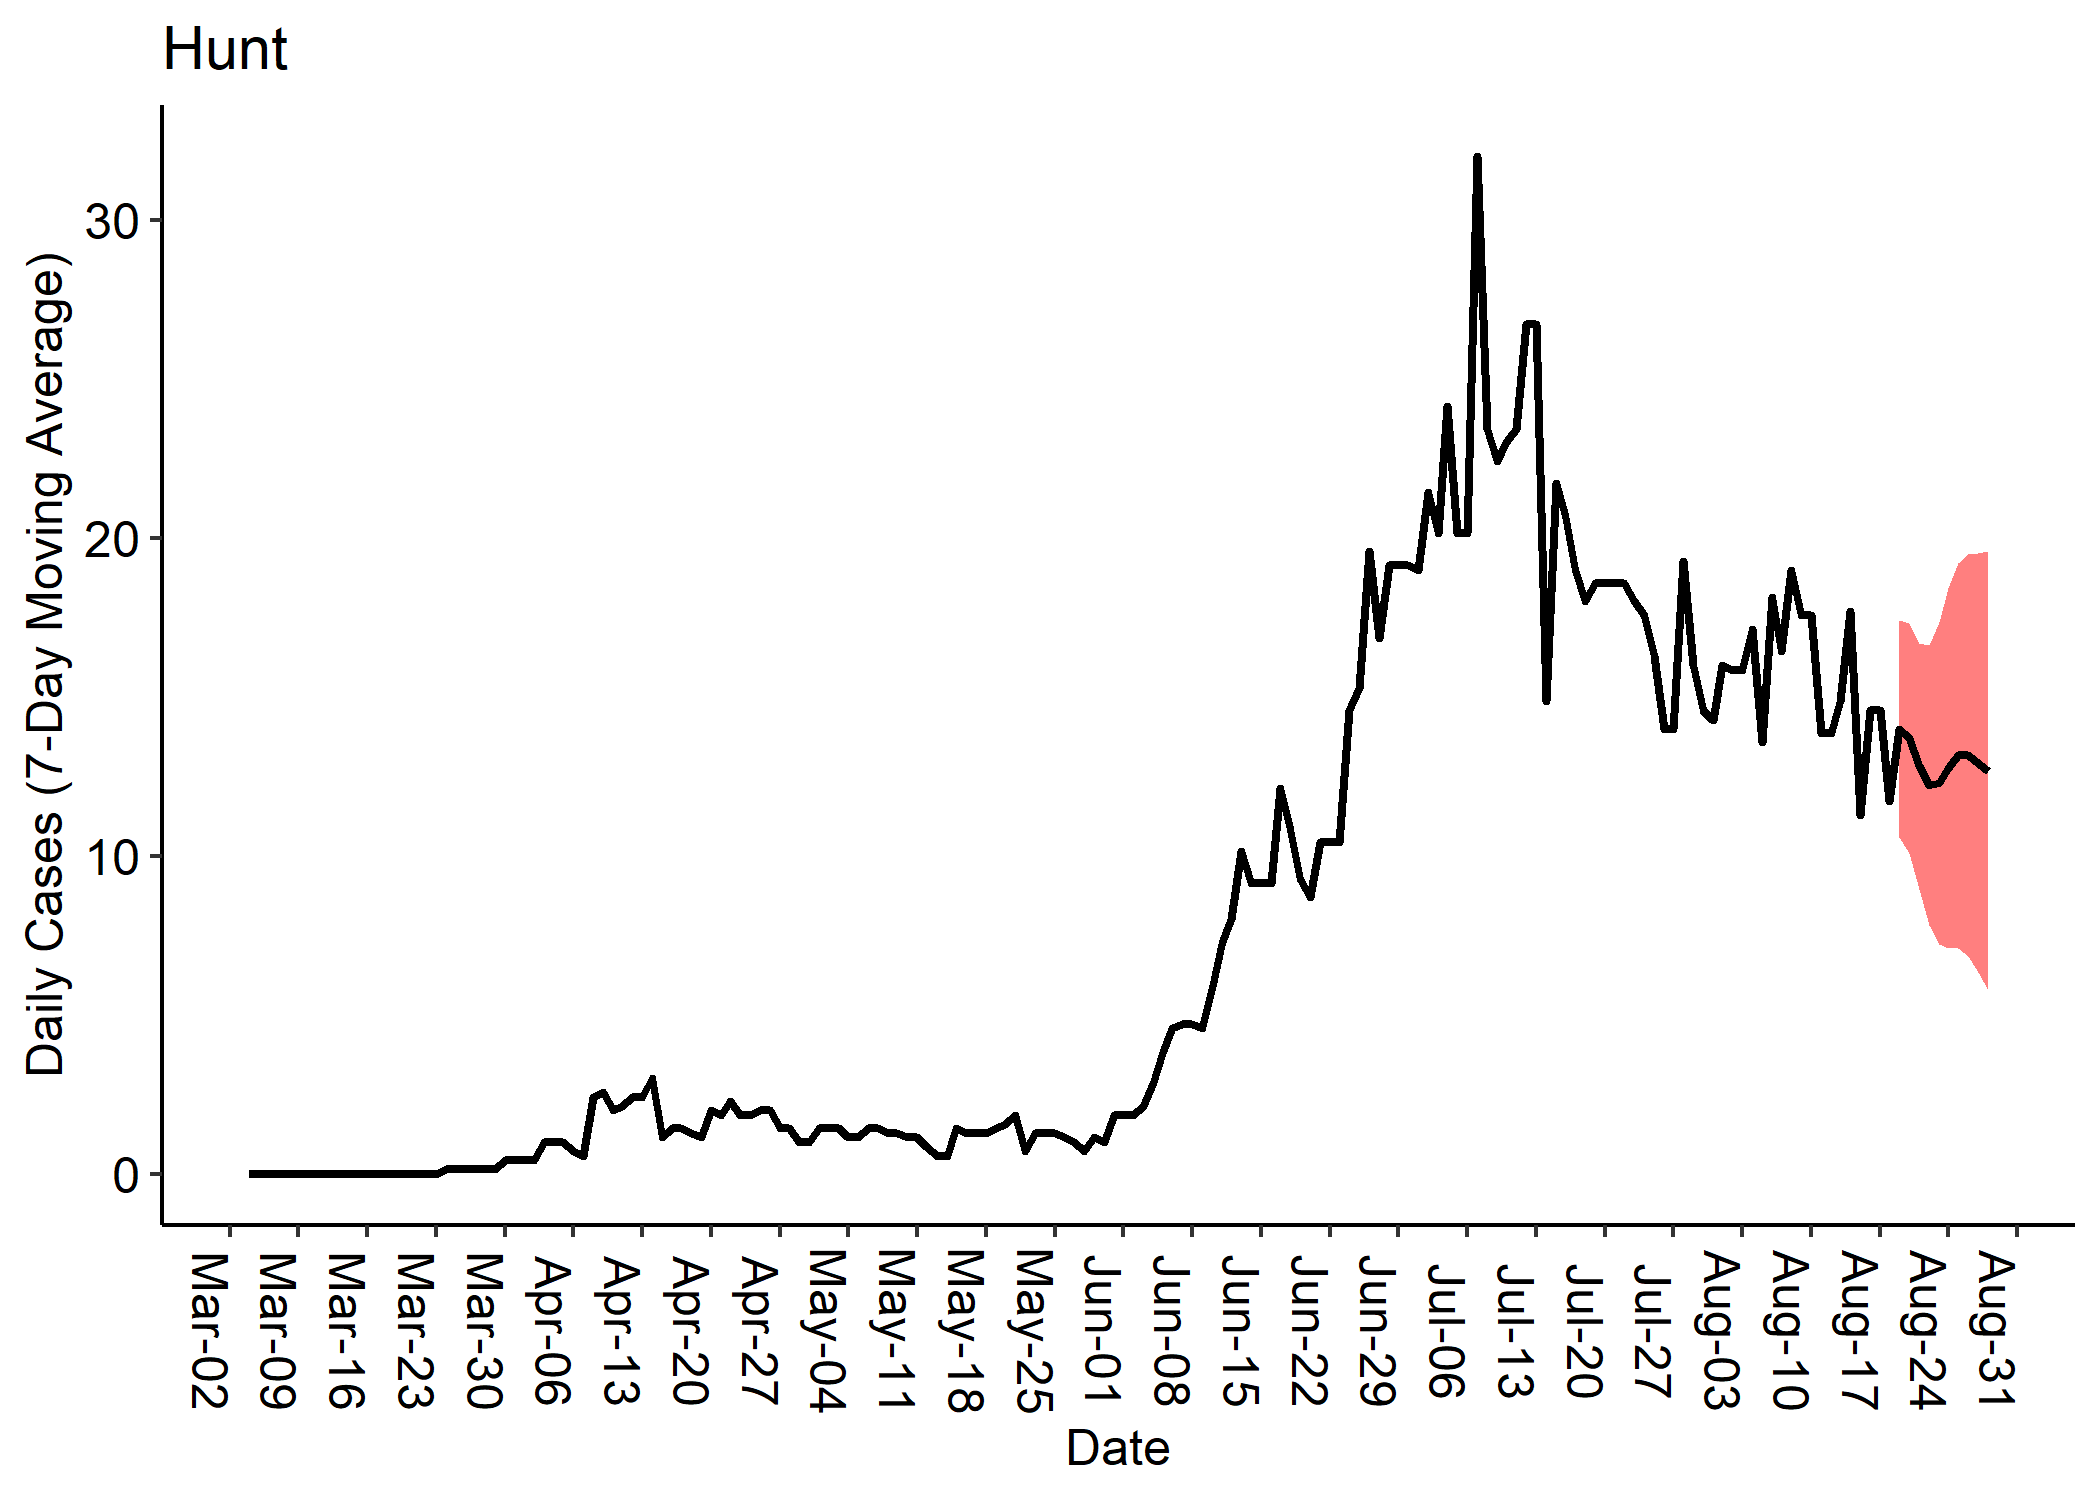 Hunt
Daily Cases (7-Day Moving Average)
30
20
10
0
Mar-02
Mar-09
Mar-16
Mar-23
Mar-30
Apr-06
Apr-13
Apr-20
Apr-27
May-04
May-11
May-18
May-25
Jun-01
Jun-08
Jun-15
Jun-22
Jun-29
Jul-06
Jul-13
Jul-20
Jul-27
Aug-03
Aug-10
Aug-17
Aug-24
Aug-31
Date